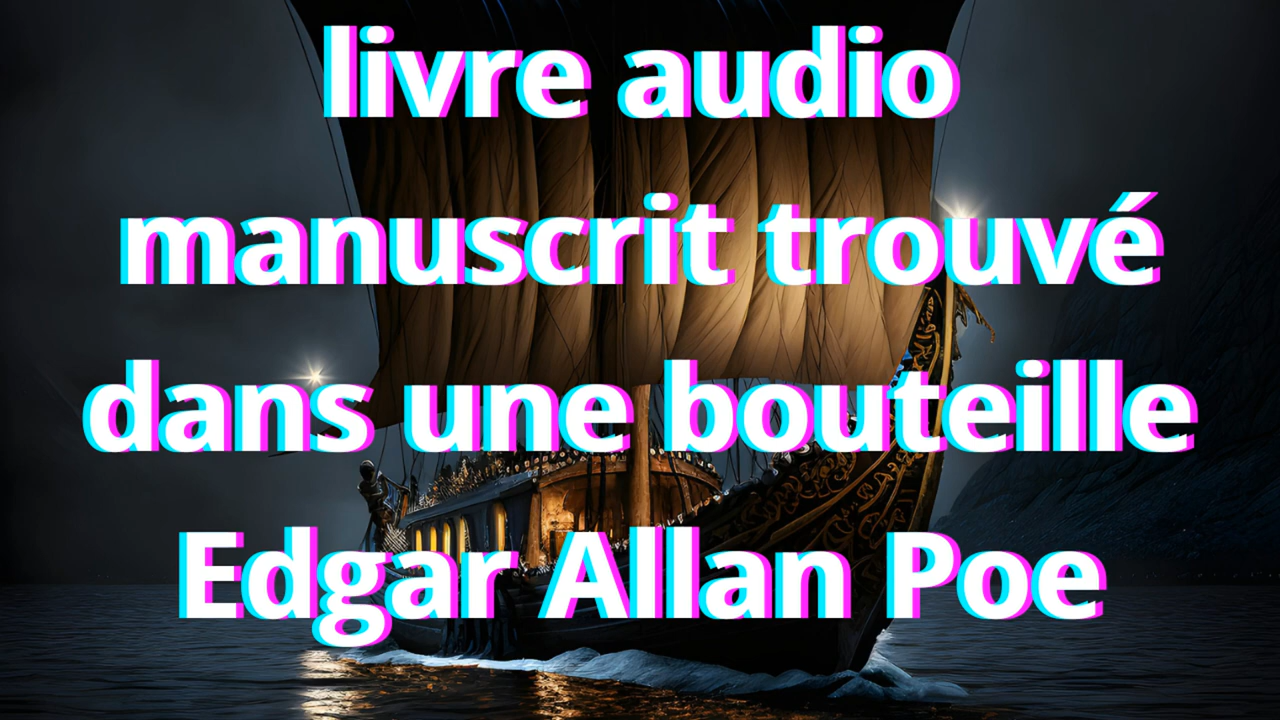 livre audio
manuscrit trouvé
dans une bouteille
Edgar Allan Poe